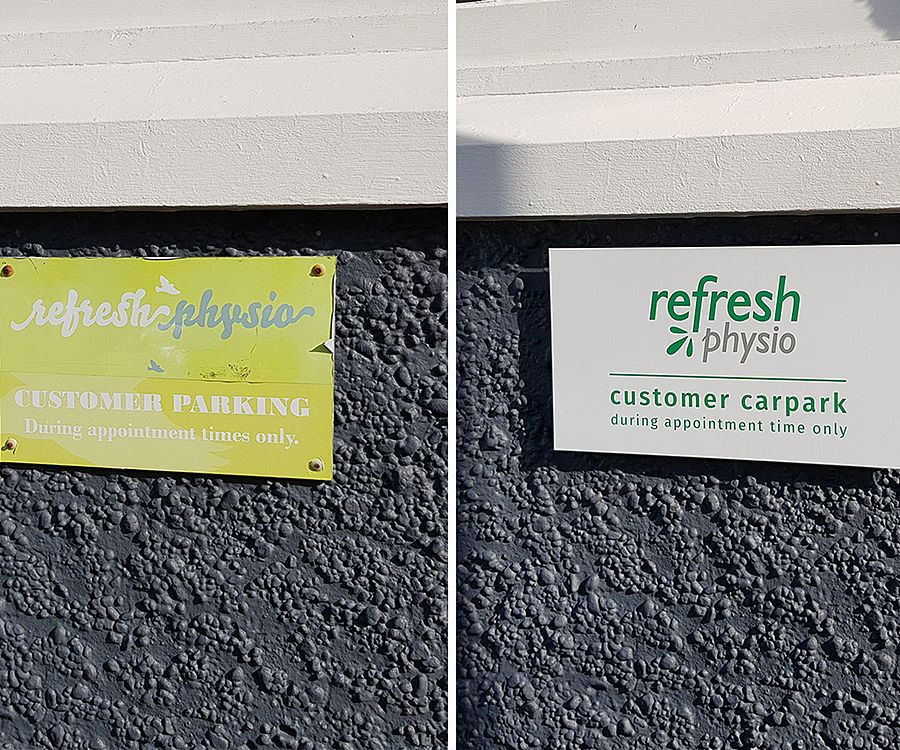 refresh physio
CUSTOMER PARKING
During appointment times only.
refresh
physio
customer carpark
during appointment time only